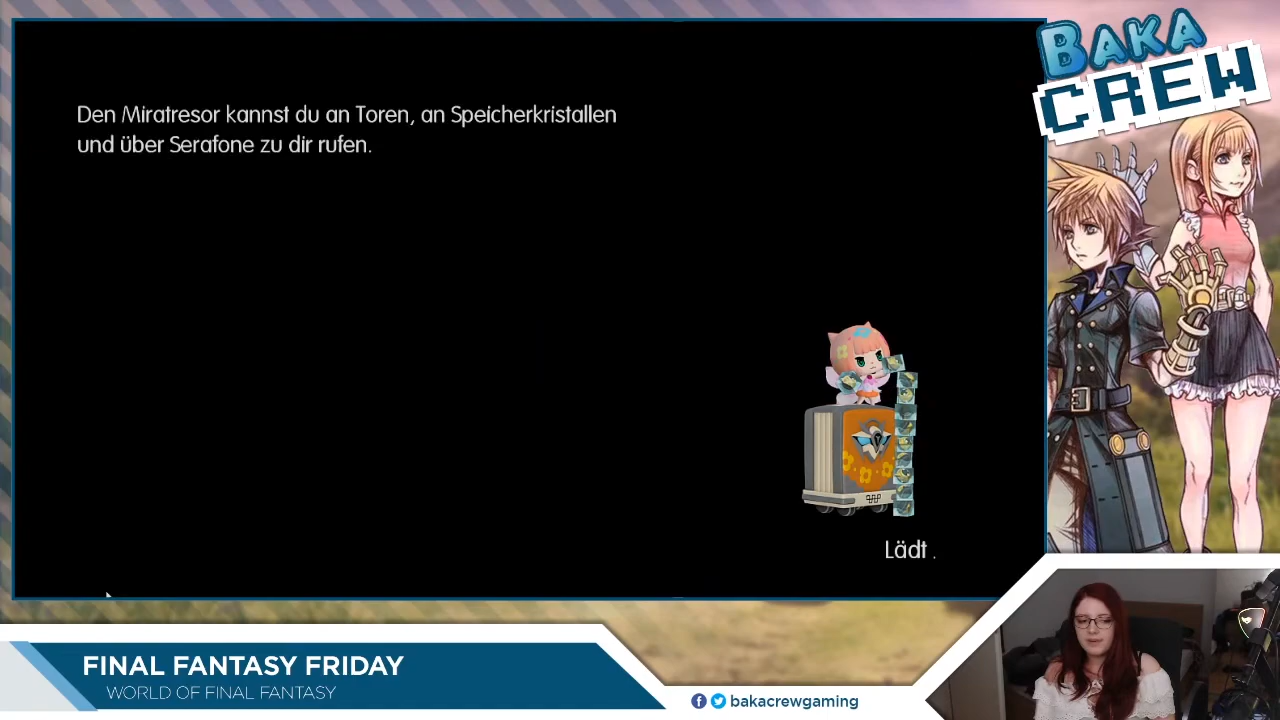 BAKA
CREW
Den Miratresor kannst du an Toren, an Speicherkristallen
und über Serafone zu dir rufen.
Lädt .
FINAL FANTASY FRIDAY
WORLD OF FINAL FANTASY
bakacrewgaming